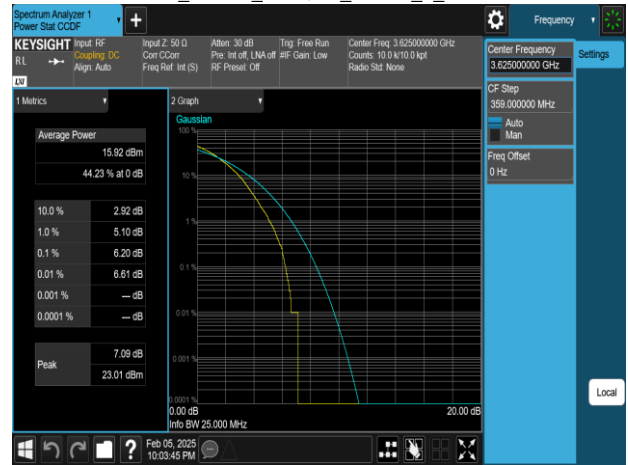 Spectrum Analyzer 1
Power Stat CCDF
Frequency
KEYSIGHT
RL
LXI
Input: RF
Coupling: DC
Align: Auto
Input Z: 50 Ω
Corr CCorr
Freq Ref: Int (S)
Atten: 30 dB
Pre: Int off, LNA off
RF Presel: Off
Trig: Free Run
#IF Gain: Low
Center Freq: 3.625000000 GHz
Counts: 10.0 k/10.0 kpt
Radio Std: None
Center Frequency
3.625000000 GHz
Settings
CF Step
359.000000 MHz
Auto
Man
Freq Offset
0 Hz
1 Metrics
Average Power
15.92 dBm
44.23 % at 0 dB
10.0 % 2.92 dB
1.0 % 5.10 dB
0.1 % 6.20 dB
0.01 % 6.61 dB
0.001 % --- dB
0.0001 % --- dB
Peak
7.09 dB
23.01 dBm
2 Graph
Gaussian
100 %
10 %
1 %
0.1 %
0.01 %
0.001 %
0.0001 %
0.00 dB
20.00 dB
Info BW 25.000 MHz
Local
?
Feb 05, 2025
10:03:45 PM